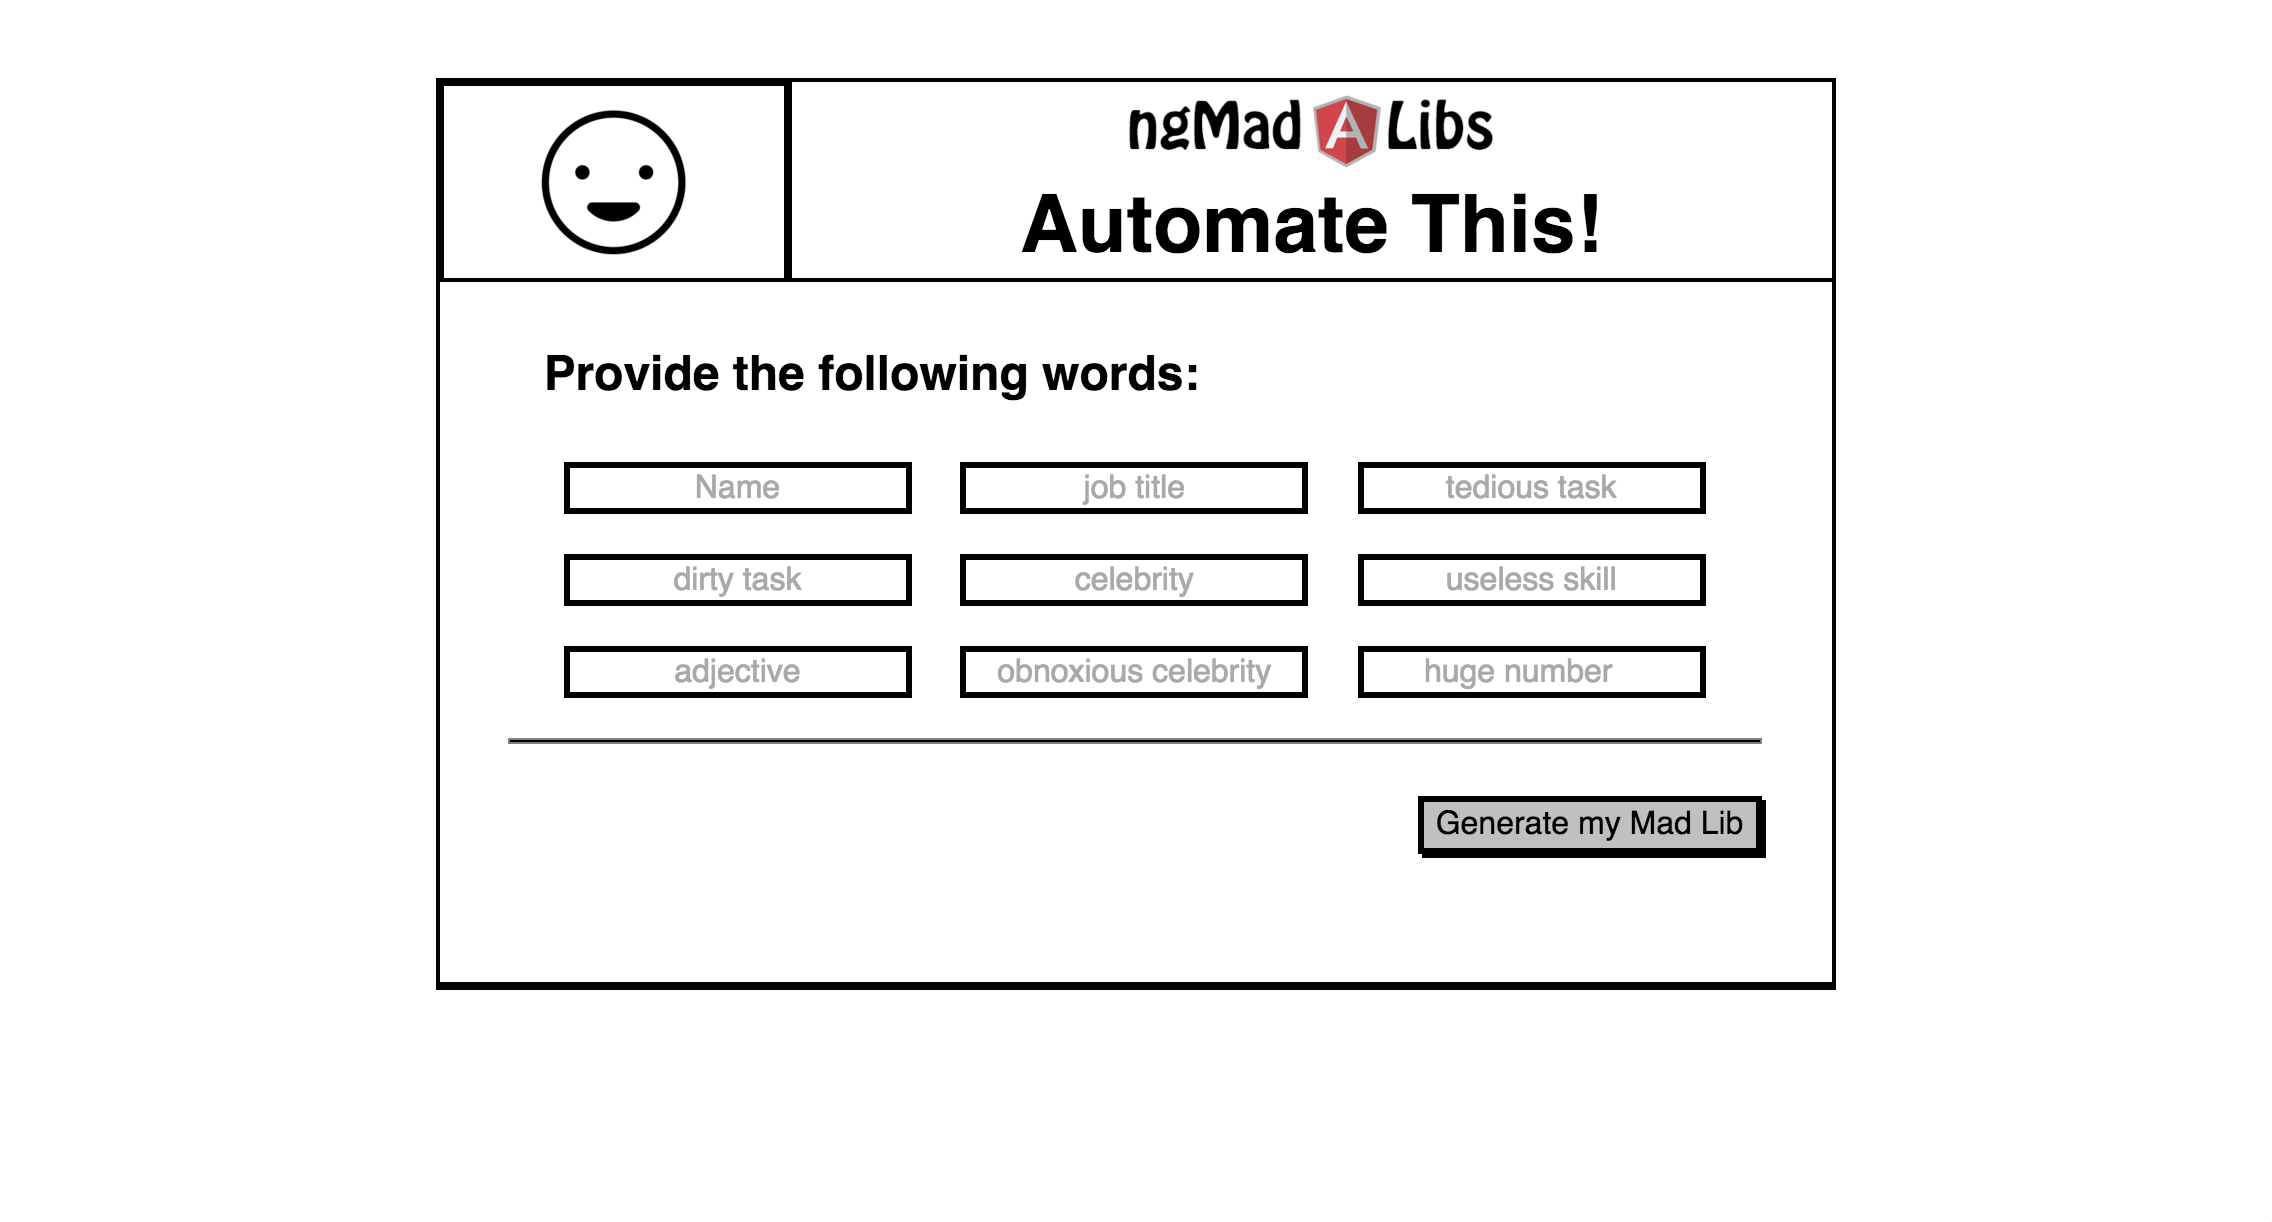 ngMad A Libs
Automate This!
Provide the following words:
Name job title tedious task
dirty task celebrity useless skill
adjective obnoxious celebrity huge number
Generate my Mad Lib